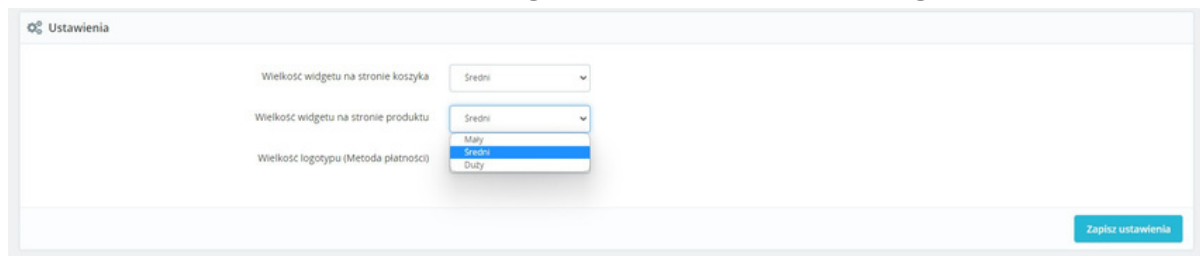 Ustawienia
Wielkość widgetu na stronie koszyka Średni
Wielkość widgetu na stronie produktu Średni
Mały
Średni
Wielkość logotypu (Metoda płatności)
Duży
Zapisz ustawienia